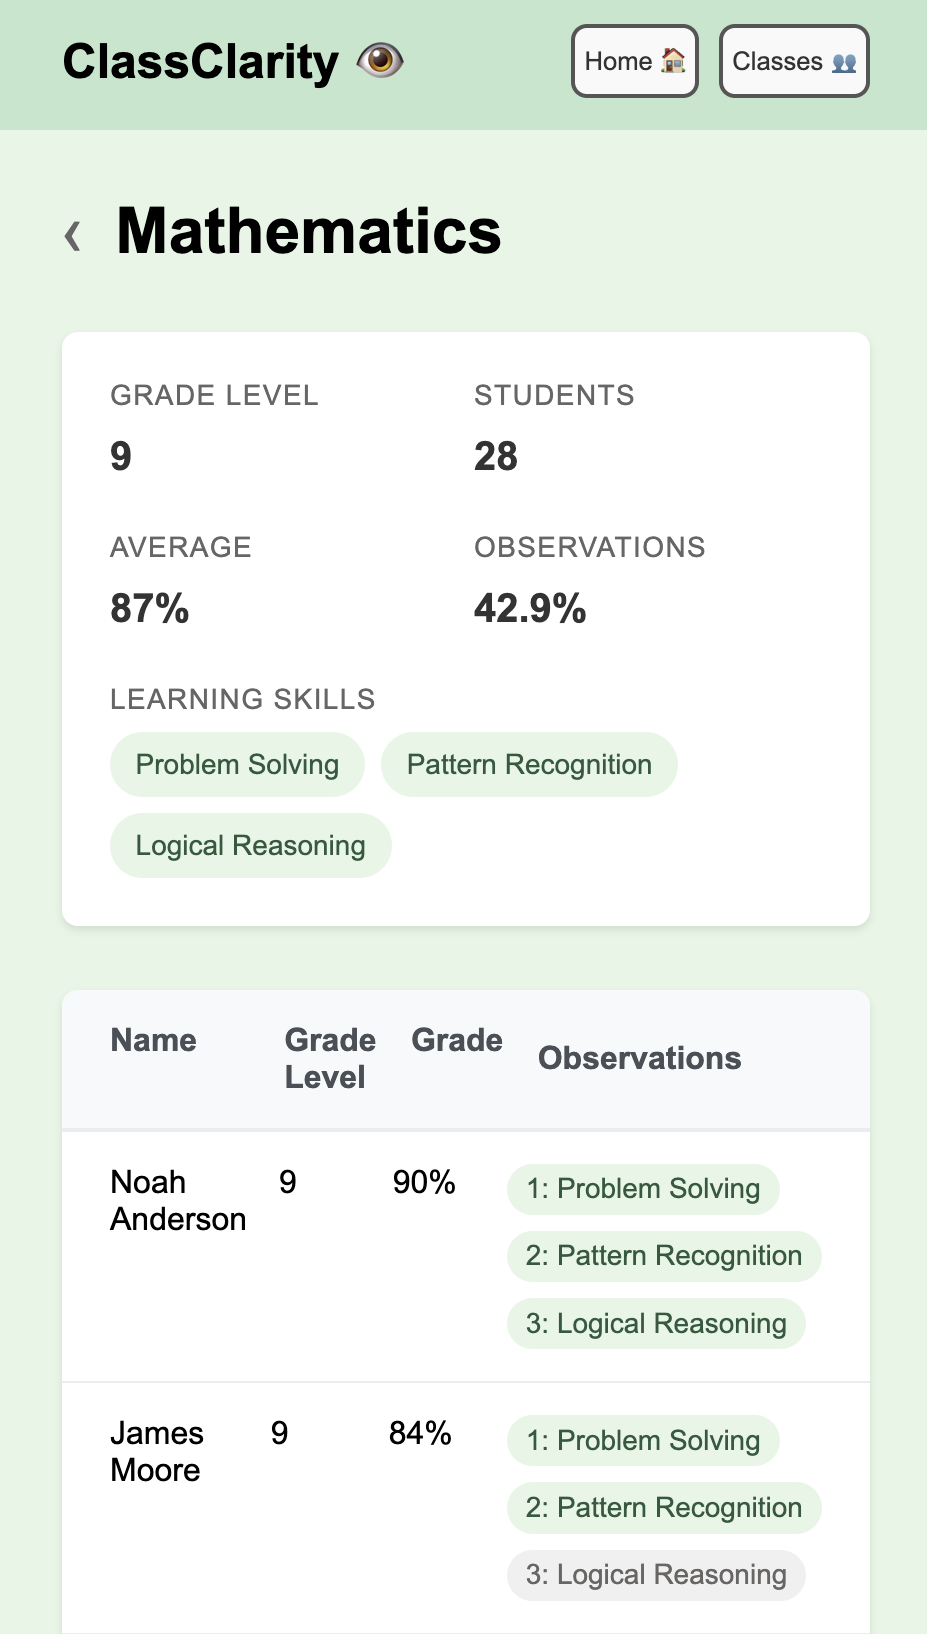 ClassClarity 👁️
Home 🏠
Classes 👥
‹ Mathematics
GRADE LEVEL
STUDENTS
9
28
AVERAGE
OBSERVATIONS
87%
42.9%
LEARNING SKILLS
Problem Solving
Pattern Recognition
Logical Reasoning
Name
Grade
Level
Grade
Observations
Noah
Anderson
9
90%
1: Problem Solving
2: Pattern Recognition
3: Logical Reasoning
James
Moore
9
84%
1: Problem Solving
2: Pattern Recognition
3: Logical Reasoning